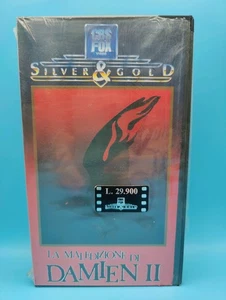 CBS
FOX
SILVER & GOLD
L. 29.900
LA MALEDIZIONE DI
DAMIEN II